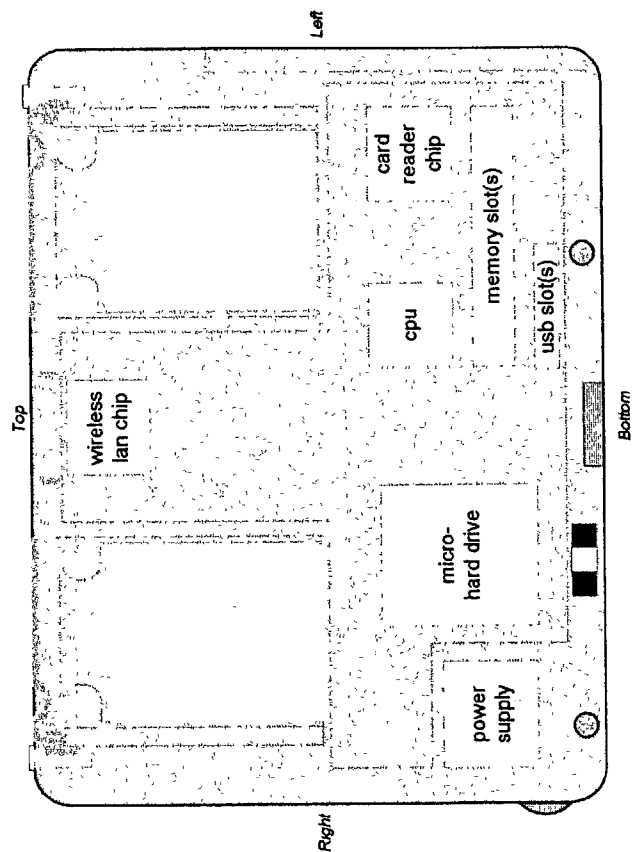 Top
Left
Right
Bottom
wireless
lan chip
card
reader
chip
cpu
memory slot(s)
usb slot(s)
micro-
hard drive
power
supply